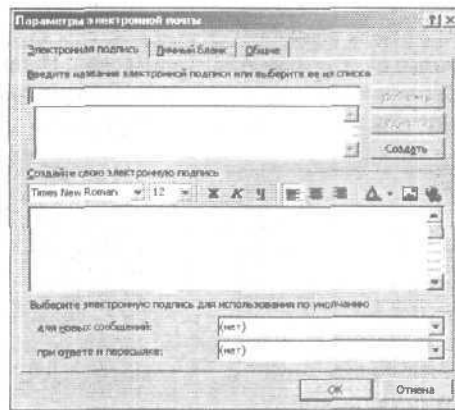 Параметры электронной почты
Электронная подпись Личный бланк Общие
Введите название электронной подписи или выберите ее из списка
Создать
Создайте свою электронную подпись
Times New Roman 12 Ж К Ч
Выберите электронную подпись для использования по умолчанию
для новых сообщений: (нет)
при ответе и пересылке: (нет)
ОК Отмена